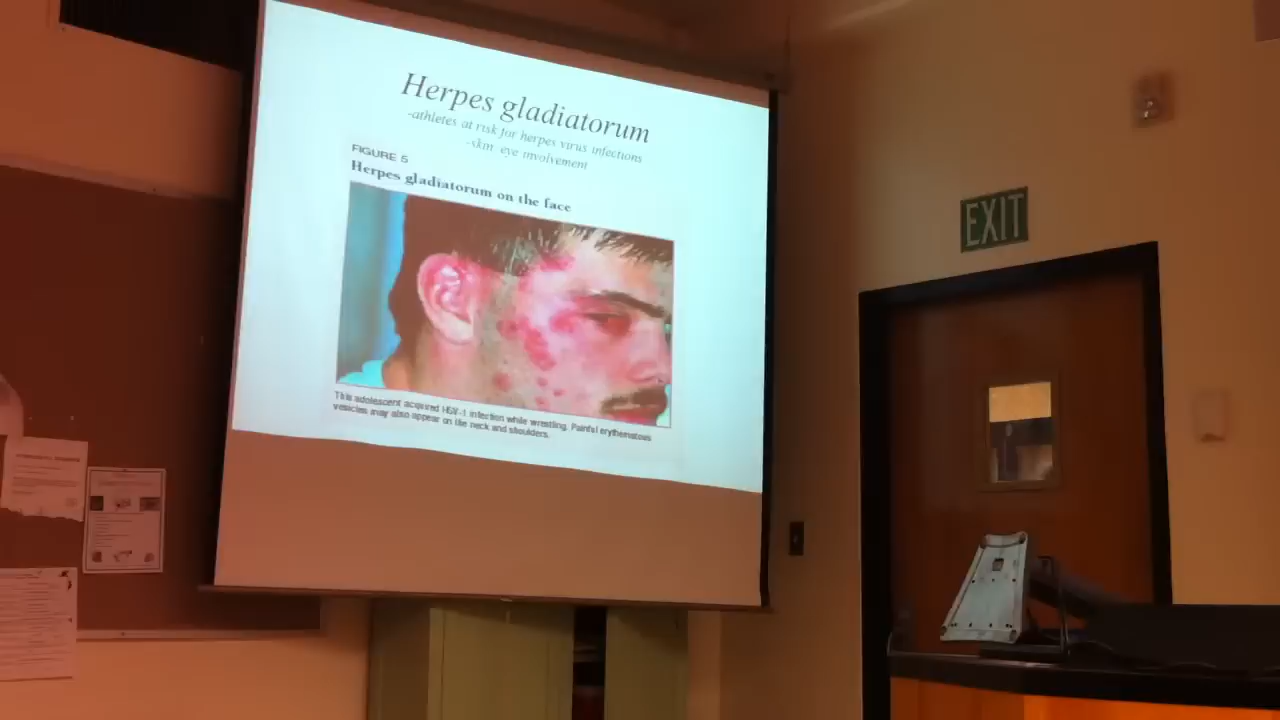 Herpes gladiatorum
-athletes at risk for herpes virus infections
-skin eye involvement
FIGURE 5
Herpes gladiatorum on the face
This adolescent acquired HSV-1 infection while wrestling. Painful erythematous
vesicles may also appear on the neck and shoulders.
EXIT